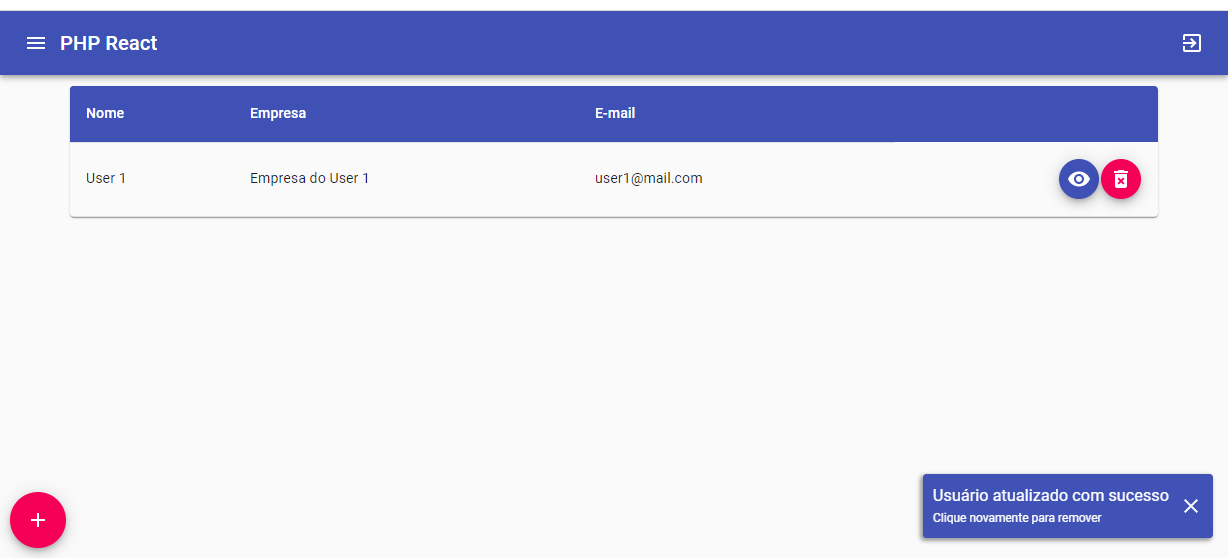 PHP React
Nome Empresa E-mail
User 1 Empresa do User 1 user1@mail.com
Usuário atualizado com sucesso
Clique novamente para remover